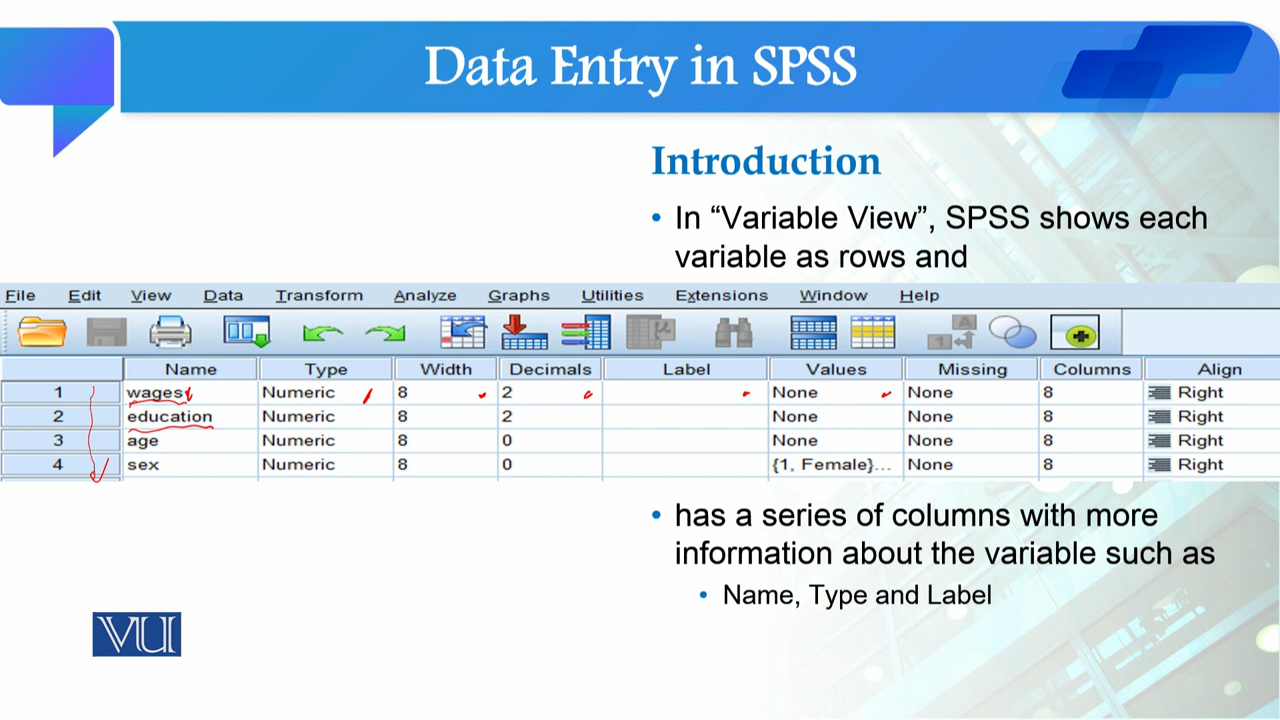 Data Entry in SPSS
Introduction
• In “Variable View”, SPSS shows each
variable as rows and
File Edit View Data Transform Analyze Graphs Utilities Extensions Window Help
Name Type Width Decimals Label Values Missing Columns Align
1 wages Numeric 8 2 None None 8 Right
2 education Numeric 8 2 None None 8 Right
3 age Numeric 8 0 None None 8 Right
4 sex Numeric 8 0 {1, Female}... None 8 Right
• has a series of columns with more
information about the variable such as
• Name, Type and Label
VU